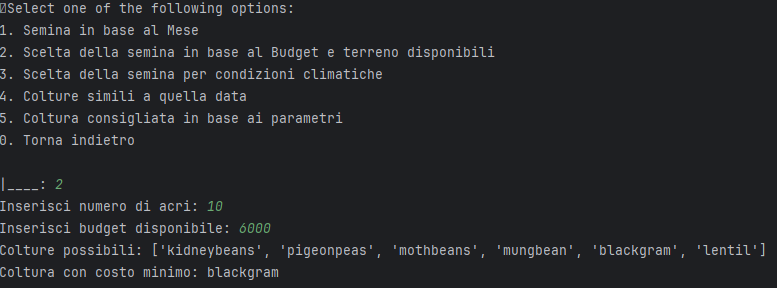 Select one of the following options:
1. Semina in base al Mese
2. Scelta della semina in base al Budget e terreno disponibili
3. Scelta della semina per condizioni climatiche
4. Colture simili a quella data
5. Coltura consigliata in base ai parametri
0. Torna indietro
|____: 2
Inserisci numero di acri: 10
Inserisci budget disponibile: 6000
Colture possibili: ['kidneybeans', 'pigeonpeas', 'mothbeans', 'mungbean', 'blackgram', 'lentil']
Coltura con costo minimo: blackgram